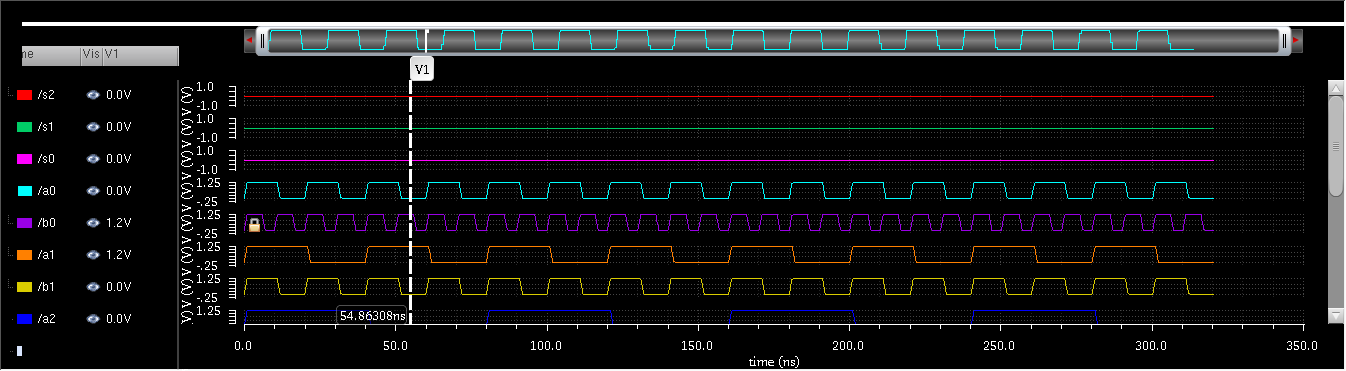 me Vis V1
V1
/s2 0.0V V (V) 1.0
-1.0
/s1 0.0V V (V) 1.0
-1.0
/s0 0.0V V (V) 1.0
-1.0
/a0 0.0V V (V) 1.25
-.25
/b0 1.2V V (V) 1.25
-.25
/a1 1.2V V (V) 1.25
-.25
/b1 0.0V V (V) 1.25
-.25
/a2 0.0V V) 1.25
54.86308ns
0.0 50.0 100.0 150.0 200.0 250.0 300.0 350.0
time (ns)